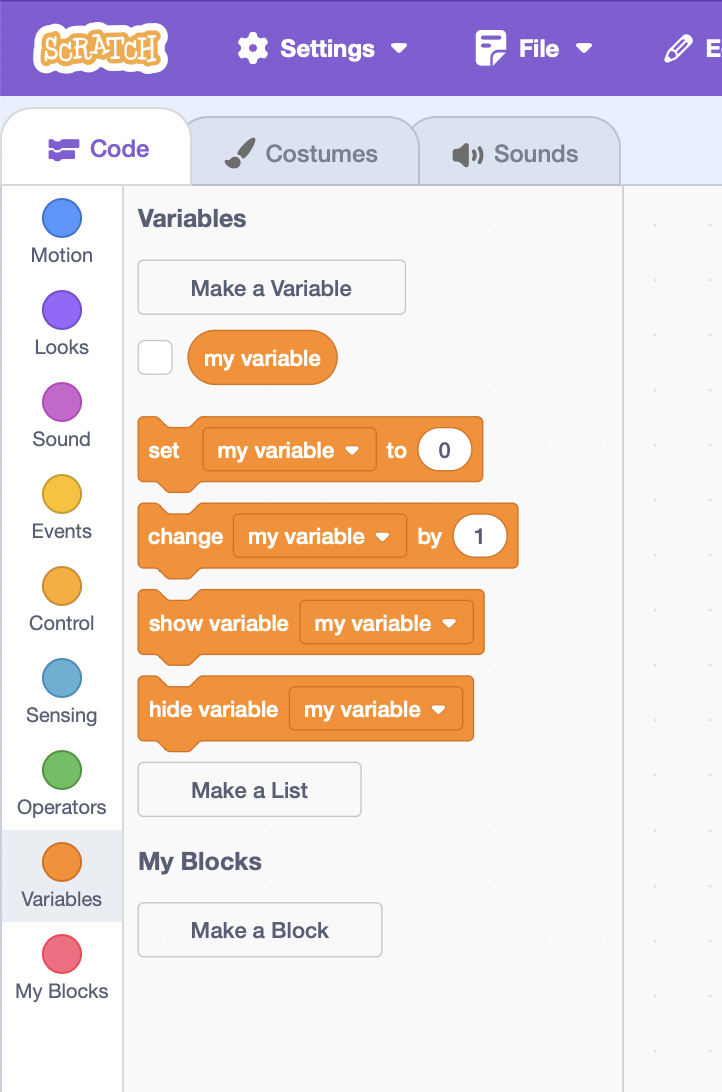 SCRATCH Settings File E
Code Costumes Sounds
Motion
Looks
Sound
Events
Control
Sensing
Operators
Variables
My Blocks
Variables
Make a Variable
my variable
set my variable to 0
change my variable by 1
show variable my variable
hide variable my variable
Make a List
My Blocks
Make a Block